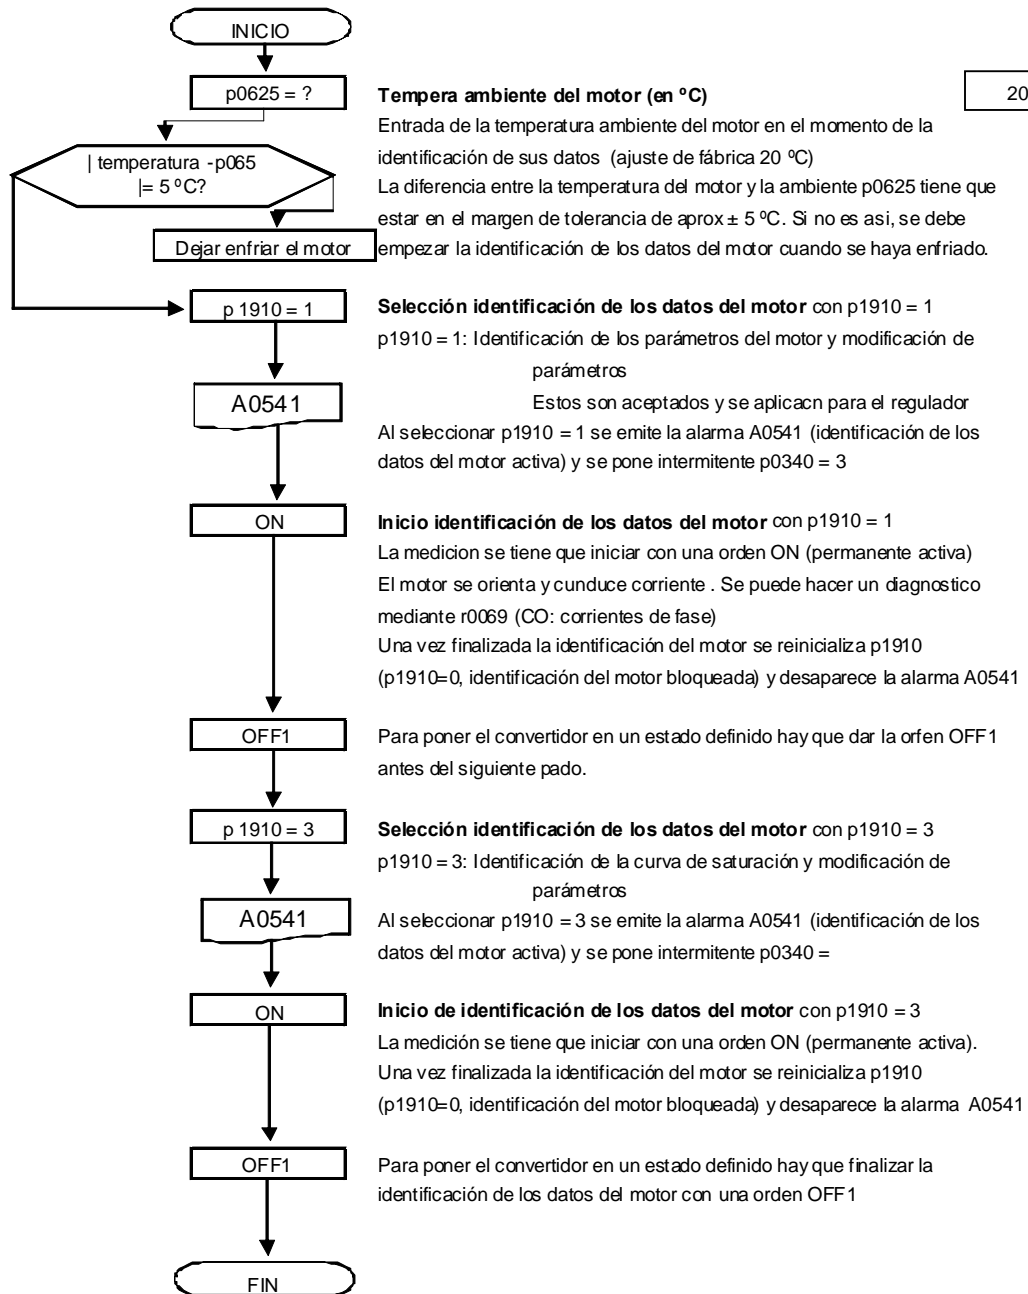 INICIO
p0625 = ?
Tempera ambiente del motor (en ºC)
20
Entrada de la temperatura ambiente del motor en el momento de la
identificación de sus datos (ajuste de fábrica 20 ºC)
La diferencia entre la temperatura del motor y la ambiente p0625 tiene que
estar en el margen de tolerancia de aprox ± 5 ºC. Si no es asi, se debe
empezar la identificación de los datos del motor cuando se haya enfriado.
| temperatura -p065
|= 5 ºC?
Dejar enfriar el motor
p 1910 = 1
Selección identificación de los datos del motor con p1910 = 1
p1910 = 1: Identificación de los parámetros del motor y modificación de
parámetros
Estos son aceptados y se aplicacn para el regulador
A0541
Al seleccionar p1910 = 1 se emite la alarma A0541 (identificación de los
datos del motor activa) y se pone intermitente p0340 = 3
ON
Inicio identificación de los datos del motor con p1910 = 1
La medicion se tiene que iniciar con una orden ON (permanente activa)
El motor se orienta y cunduce corriente . Se puede hacer un diagnostico
mediante r0069 (CO: corrientes de fase)
Una vez finalizada la identificación del motor se reinicializa p1910
(p1910=0, identificación del motor bloqueada) y desaparece la alarma A0541
OFF1
Para poner el convertidor en un estado definido hay que dar la orfen OFF1
antes del siguiente pado.
p 1910 = 3
Selección identificación de los datos del motor con p1910 = 3
p1910 = 3: Identificación de la curva de saturación y modificación de
parámetros
A0541
Al seleccionar p1910 = 3 se emite la alarma A0541 (identificación de los
datos del motor activa) y se pone intermitente p0340 =
ON
Inicio de identificación de los datos del motor con p1910 = 3
La medición se tiene que iniciar con una orden ON (permanente activa).
Una vez finalizada la identificación del motor se reinicializa p1910
(p1910=0, identificación del motor bloqueada) y desaparece la alarma A0541
OFF1
Para poner el convertidor en un estado definido hay que finalizar la
identificación de los datos del motor con una orden OFF1
FIN